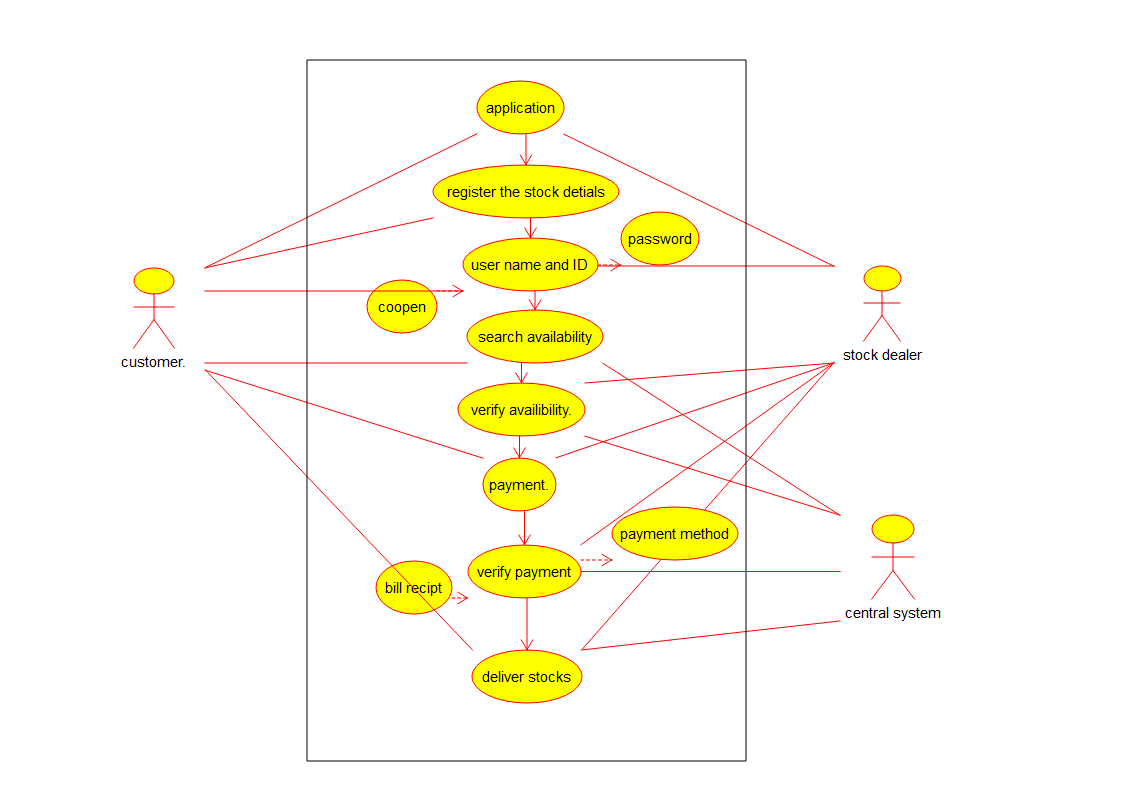 application
register the stock detials
password
user name and ID
coopen
search availability
customer.
stock dealer
verify availibility.
payment.
payment method
verify payment
bill recipt
central system
deliver stocks